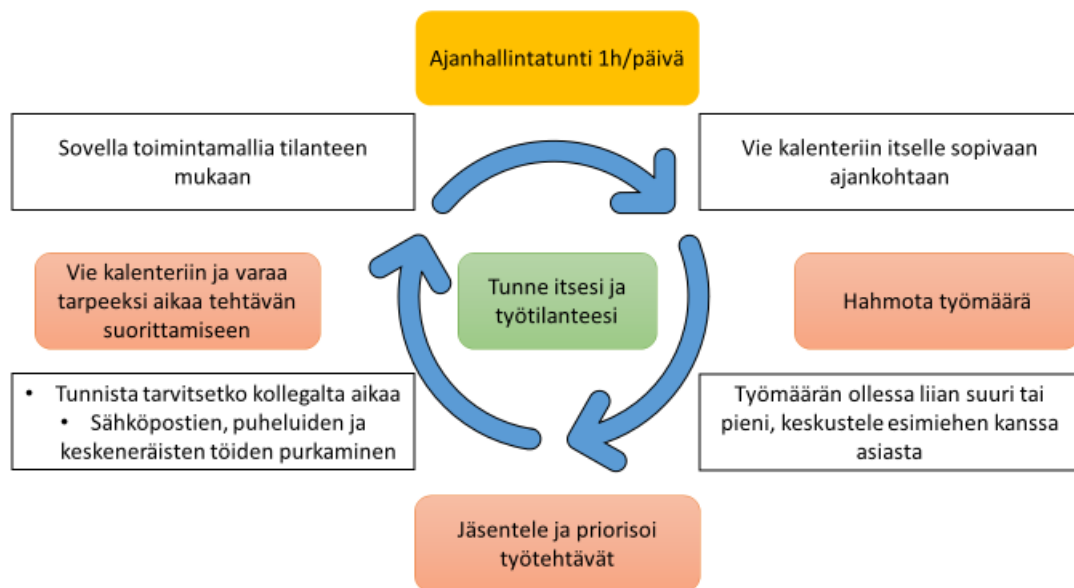 Ajanhallintatunti 1h/päivä
Sovella toimintamallia tilanteen
mukaan
Vie kalenteriin itselle sopivaan
ajankohtaan
Vie kalenteriin ja varaa
tarpeeksi aikaa tehtävän
suorittamiseen
Tunne itsesi ja
työtilanteesi
Hahmota työmäärä
• Tunnista tarvitsetko kollegalta aikaa
• Sähköpostien, puheluiden ja
keskeneräisten töiden purkaminen
Työmäärän ollessa liian suuri tai
pieni, keskustele esimiehen kanssa
asiasta
Jäsentele ja priorisoi
työtehtävät